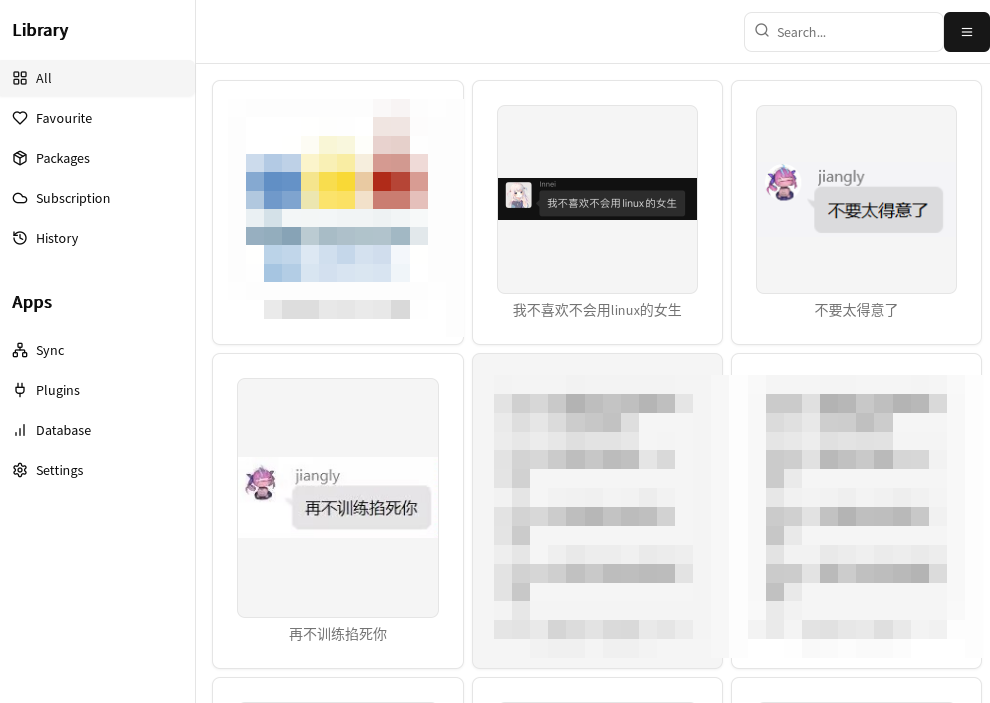 Library
Search...
All
Favourite
Packages
Subscription
History
Apps
Sync
Plugins
Database
Settings
Innei
我不喜欢不会用linux的女生
我不喜欢不会用linux的女生
jiangly
不要太得意了
不要太得意了
jiangly
再不训练掐死你
再不训练掐死你